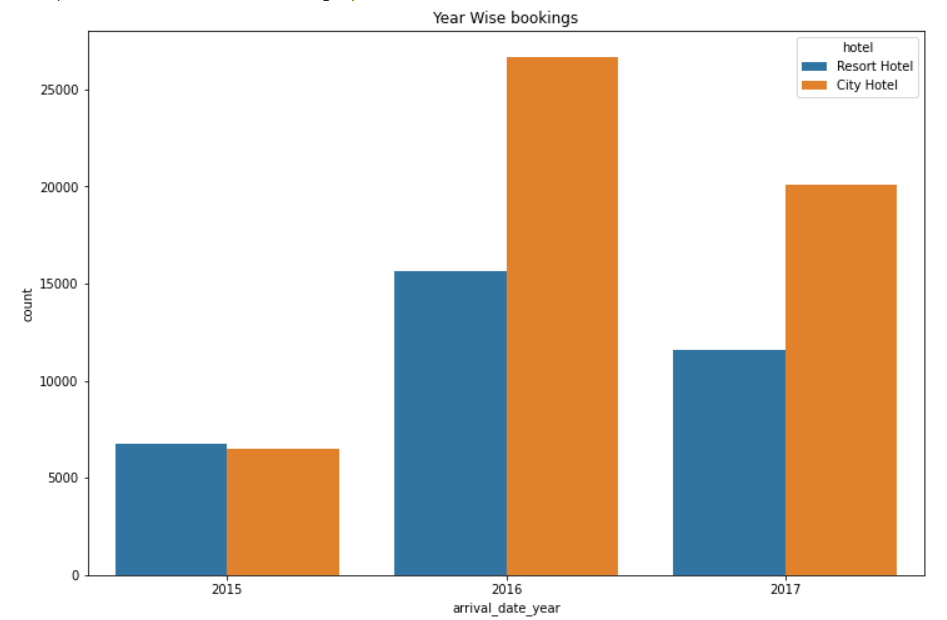 Year Wise bookings
hotel
Resort Hotel
City Hotel
25000
20000
15000
10000
5000
0
count
2015 2016 2017
arrival_date_year